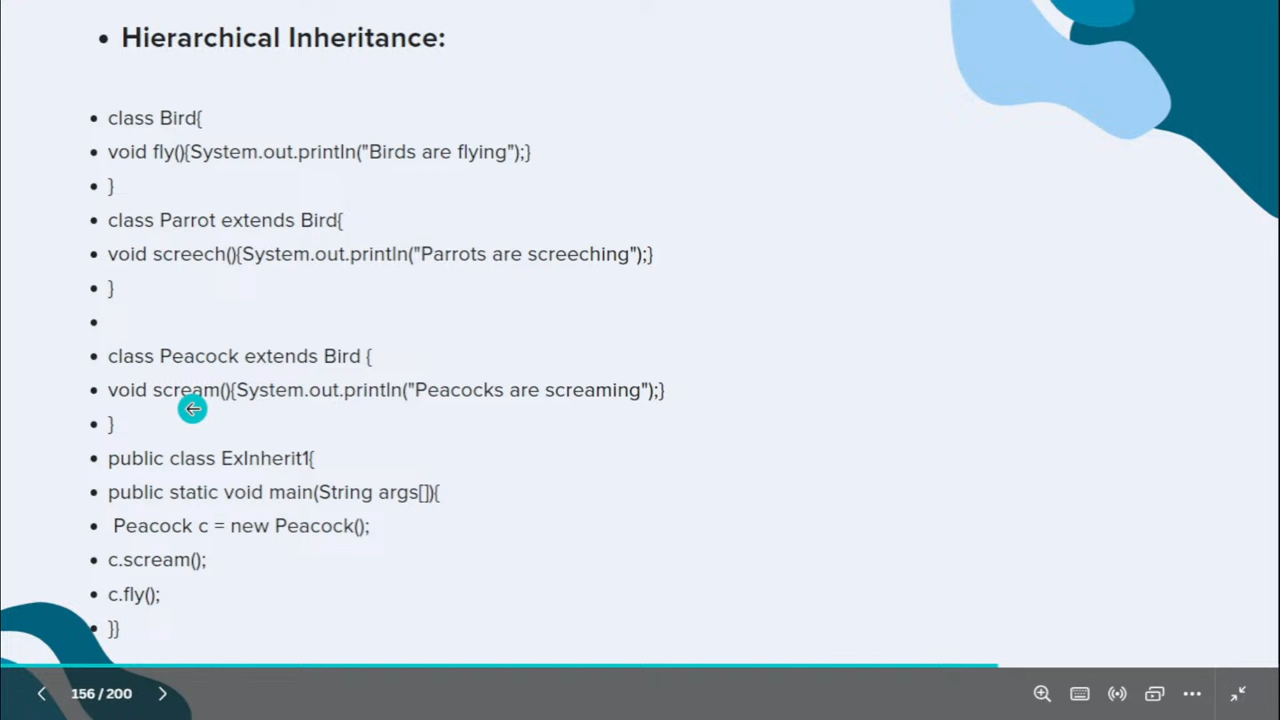 • Hierarchical Inheritance:
• class Bird{
• void fly(){System.out.println("Birds are flying");}
• }
• class Parrot extends Bird{
• void screech(){System.out.println("Parrots are screeching");}
• }
•
• class Peacock extends Bird {
• void scream(){System.out.println("Peacocks are screaming");}
• }
• public class ExInherit1{
• public static void main(String args[]){
• Peacock c = new Peacock();
• c.scream();
• c.fly();
• }}
156 / 200